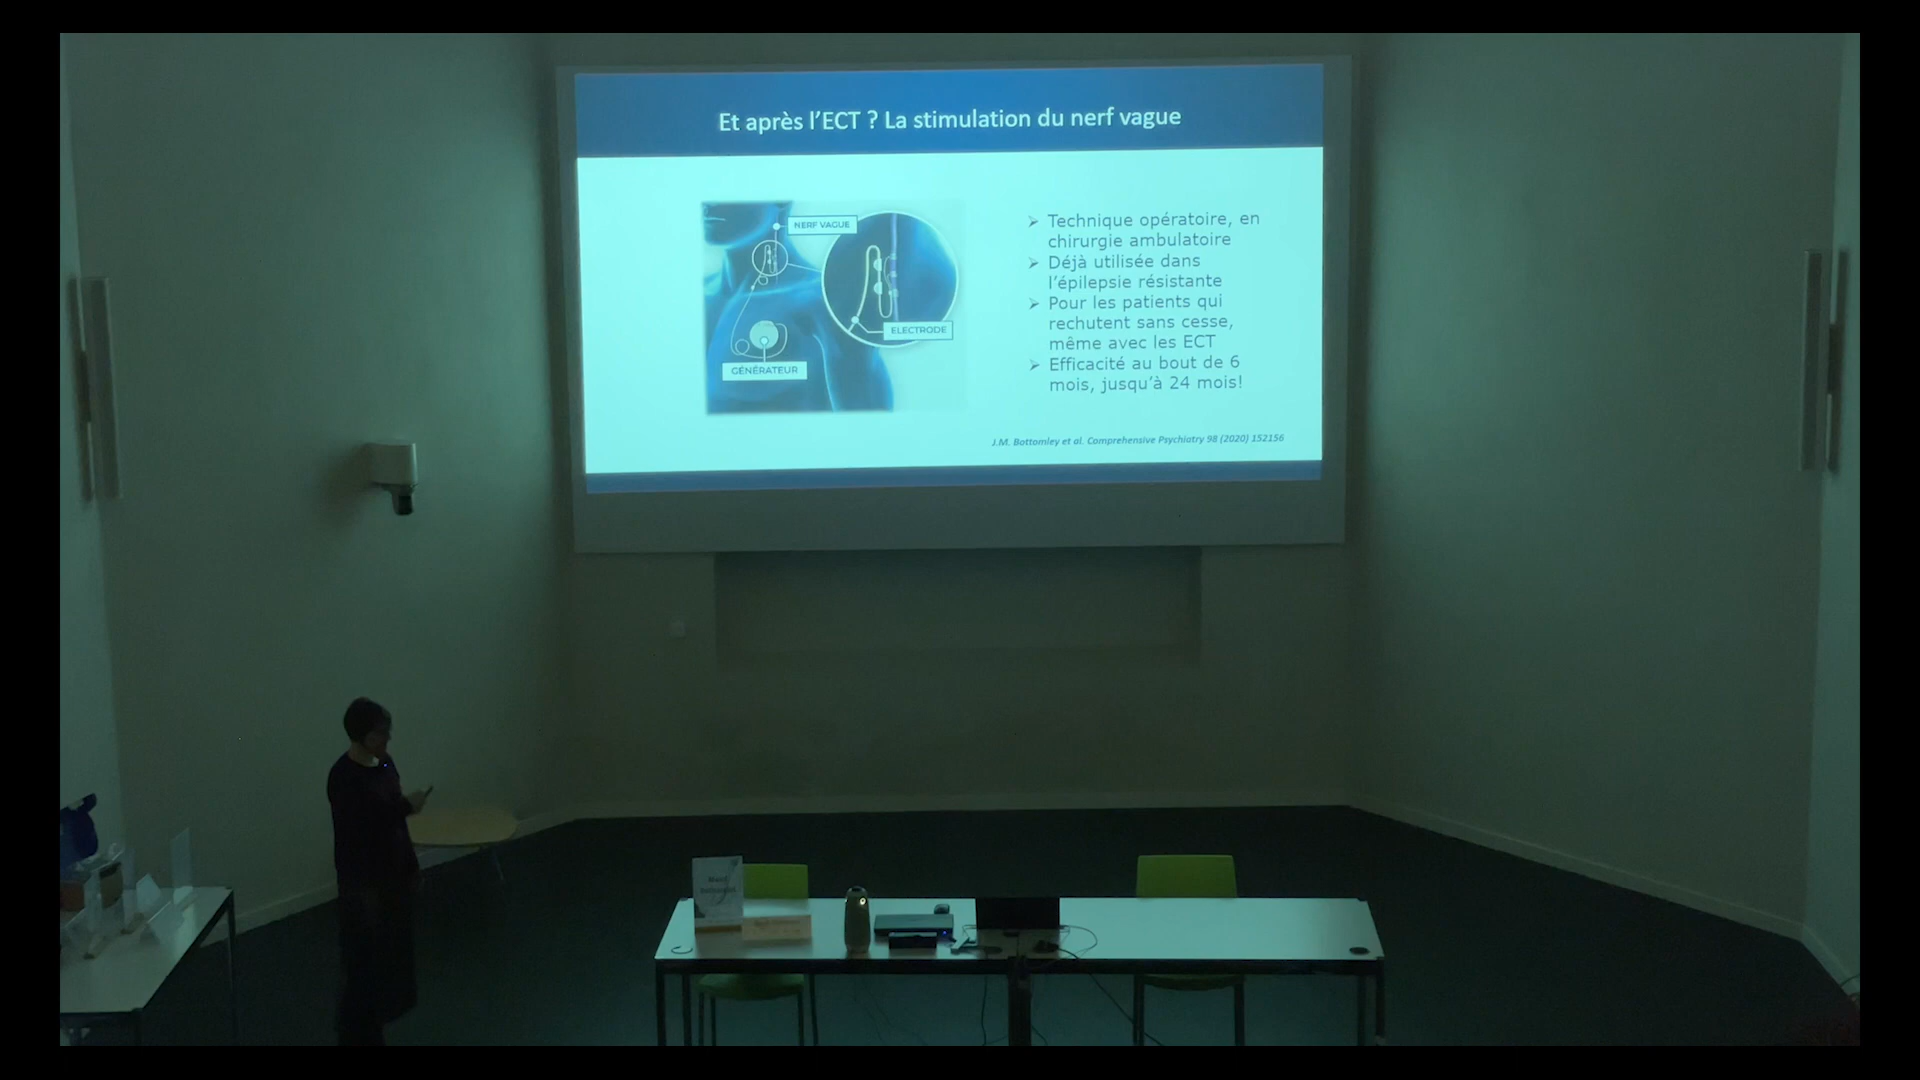 Et après l'ECT ? La stimulation du nerf vague
NERF VAGUE
ELECTRODE
GÉNÉRATEUR
➢ Technique opératoire, en
chirurgie ambulatoire
➢ Déjà utilisée dans
l'épilepsie résistante
➢ Pour les patients qui
rechutent sans cesse,
même avec les ECT
➢ Efficacité au bout de 6
mois, jusqu'à 24 mois!
J.M. Bottomley et al. Comprehensive Psychiatry 98 (2020) 152156